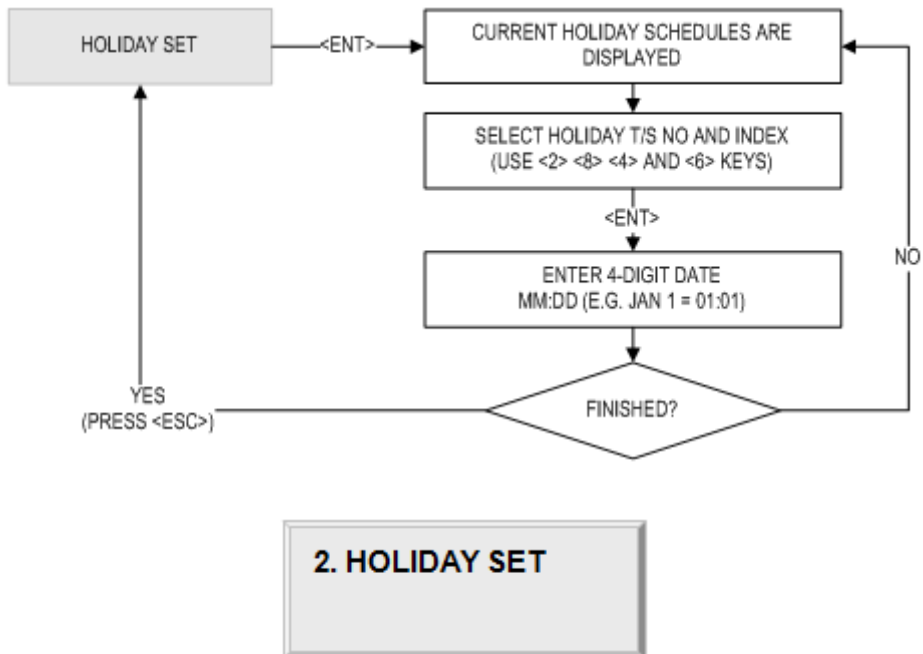 HOLIDAY SET
<ENT>
CURRENT HOLIDAY SCHEDULES ARE
DISPLAYED
SELECT HOLIDAY T/S NO AND INDEX
(USE <2> <8> <4> AND <6> KEYS)
<ENT>
NO
ENTER 4-DIGIT DATE
MM:DD (E.G. JAN 1 = 01:01)
YES
(PRESS <ESC>)
FINISHED?
2. HOLIDAY SET